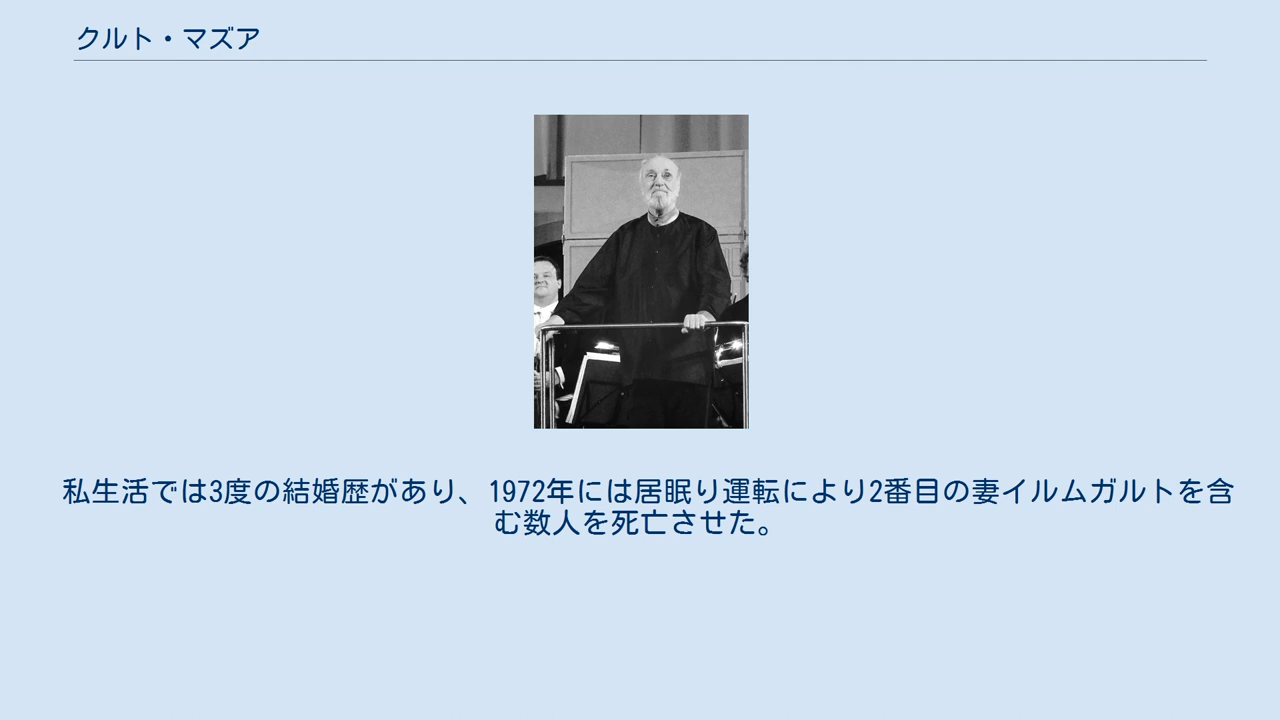 クルト・マズア
私生活では3度の結婚歴があり、1972年には居眠り運転により2番目の妻イルムガルトを含
む数人を死亡させた。